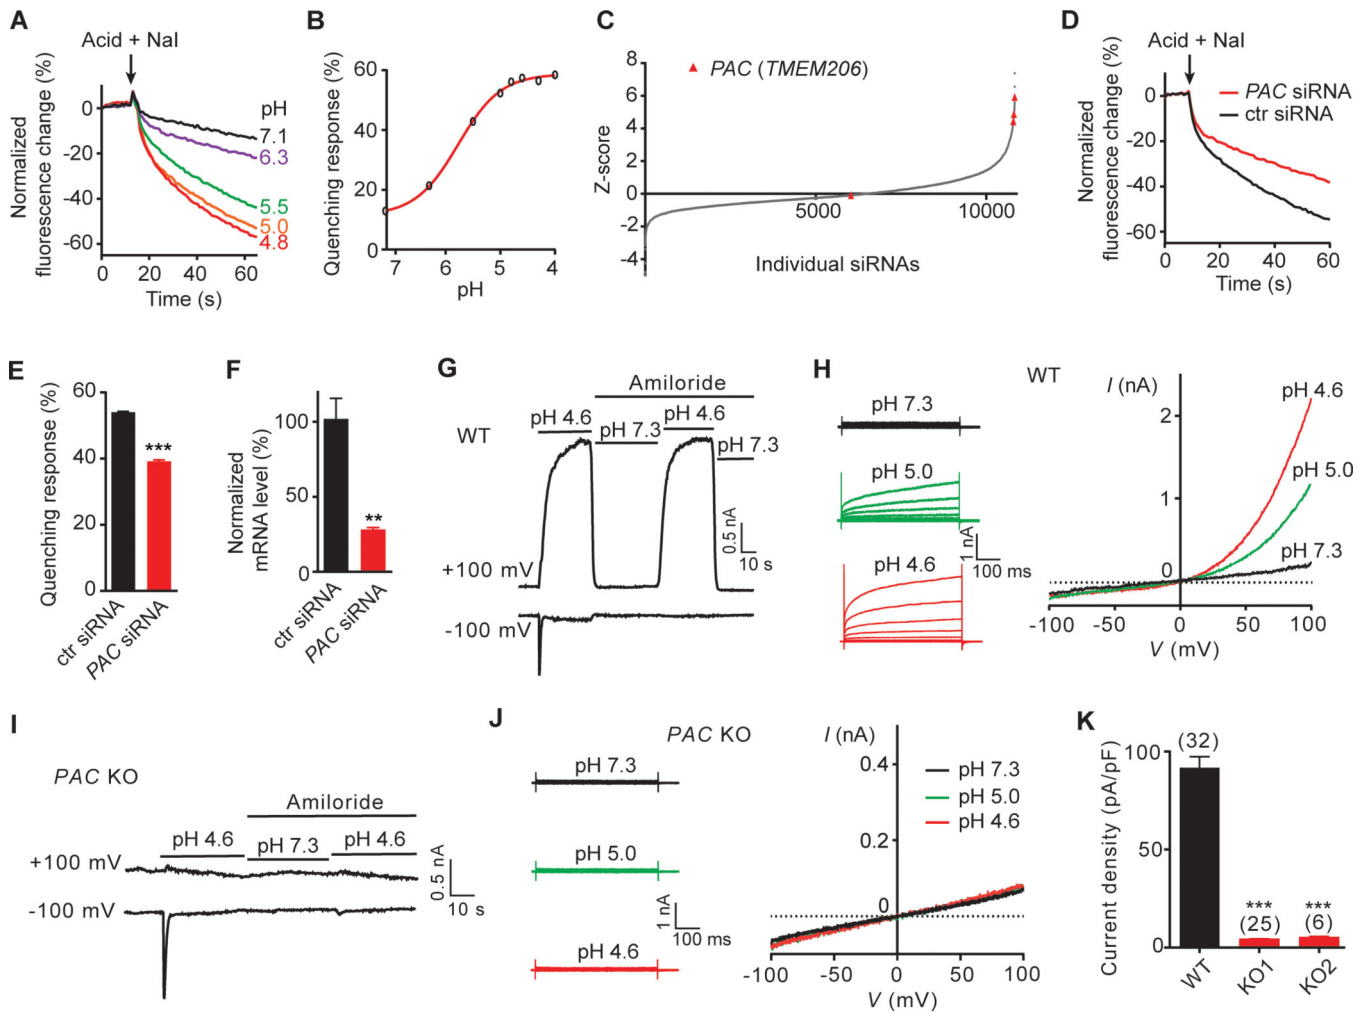 A
Acid + NaI
Normalized
fluorescence change (%)
0
-20
-40
-60
0
20
40
60
Time (s)
pH
7.1
6.3
5.5
5.0
4.8
B
Quenching response (%)
60
40
20
0
7
6
5
4
pH
C
PAC (TMEM206)
Z-score
8
6
4
2
0
-2
-4
5000
10000
Individual siRNAs
D
Acid + NaI
PAC siRNA
ctr siRNA
Normalized
fluorescence change (%)
0
-20
-40
-60
0
20
40
60
Time (s)
E
Quenching response (%)
60
40
20
0
***
ctr siRNA
PAC siRNA
F
Normalized
mRNA level (%)
100
50
0
**
ctr siRNA
PAC siRNA
G
WT
Amiloride
pH 4.6
pH 7.3
pH 4.6
pH 7.3
0.5 nA
10 s
+100 mV
-100 mV
H
WT
pH 7.3
pH 5.0
pH 4.6
1 nA
100 ms
I (nA)
2
1
0
pH 4.6
pH 5.0
pH 7.3
-100
-50
0
50
100
V (mV)
I
PAC KO
Amiloride
pH 4.6
pH 7.3
pH 4.6
+100 mV
-100 mV
0.5 nA
10 s
J
PAC KO
pH 7.3
pH 5.0
pH 4.6
1 nA
100 ms
I (nA)
0.4
0.2
0
pH 7.3
pH 5.0
pH 4.6
-100
-50
0
50
100
V (mV)
K
Current density (pA/pF)
100
50
0
(32)
***
(25)
***
(6)
WT
KO1
KO2